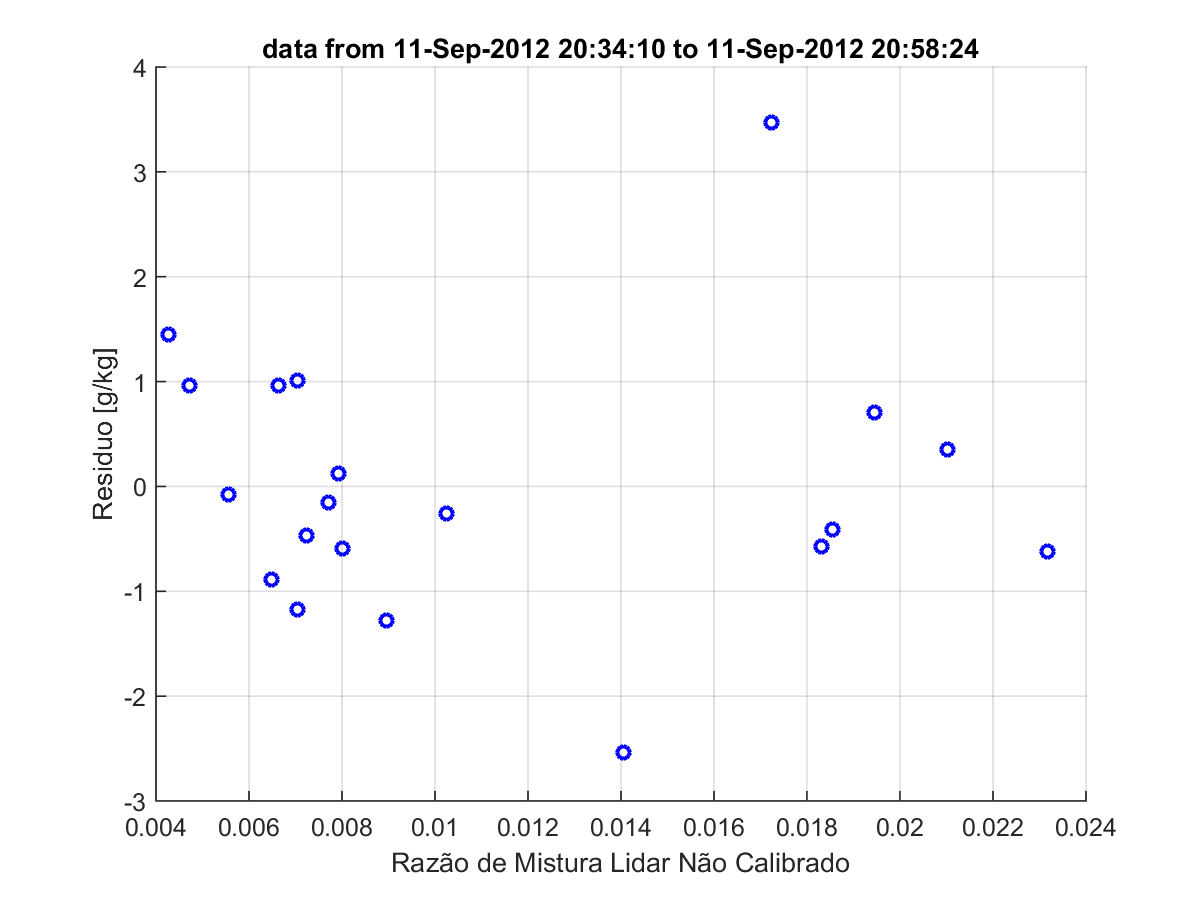 data from 11-Sep-2012 20:34:10 to 11-Sep-2012 20:58:24
4
3
2
1
0
-1
-2
-3
Residuo [g/kg]
0.004 0.006 0.008 0.01 0.012 0.014 0.016 0.018 0.02 0.022 0.024
Razão de Mistura Lidar Não Calibrado